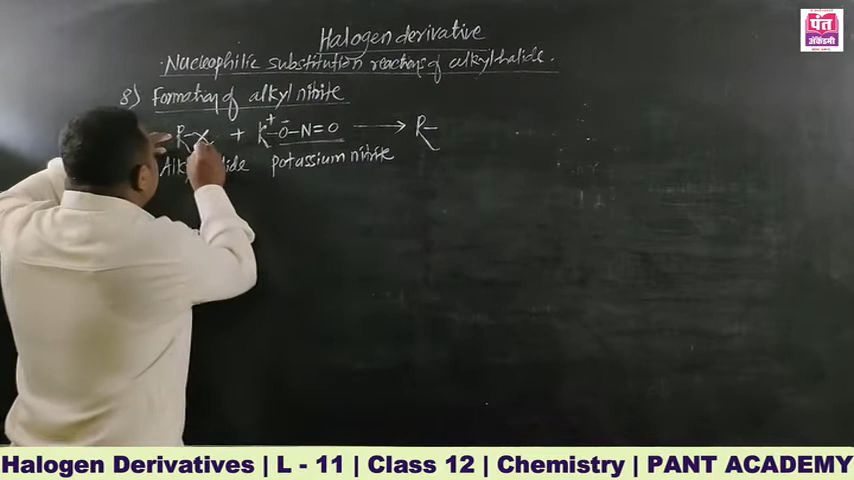 पंत
अॅकॅडमी
Halogen derivative
Nucleophilic substitution reactions of alkyl halide.
8) Formation of alkyl nitrite
R-X + K⁺ O⁻-N=O ⟶ R-
potassium nitrite
Halogen Derivatives | L - 11 | Class 12 | Chemistry | PANT ACADEMY